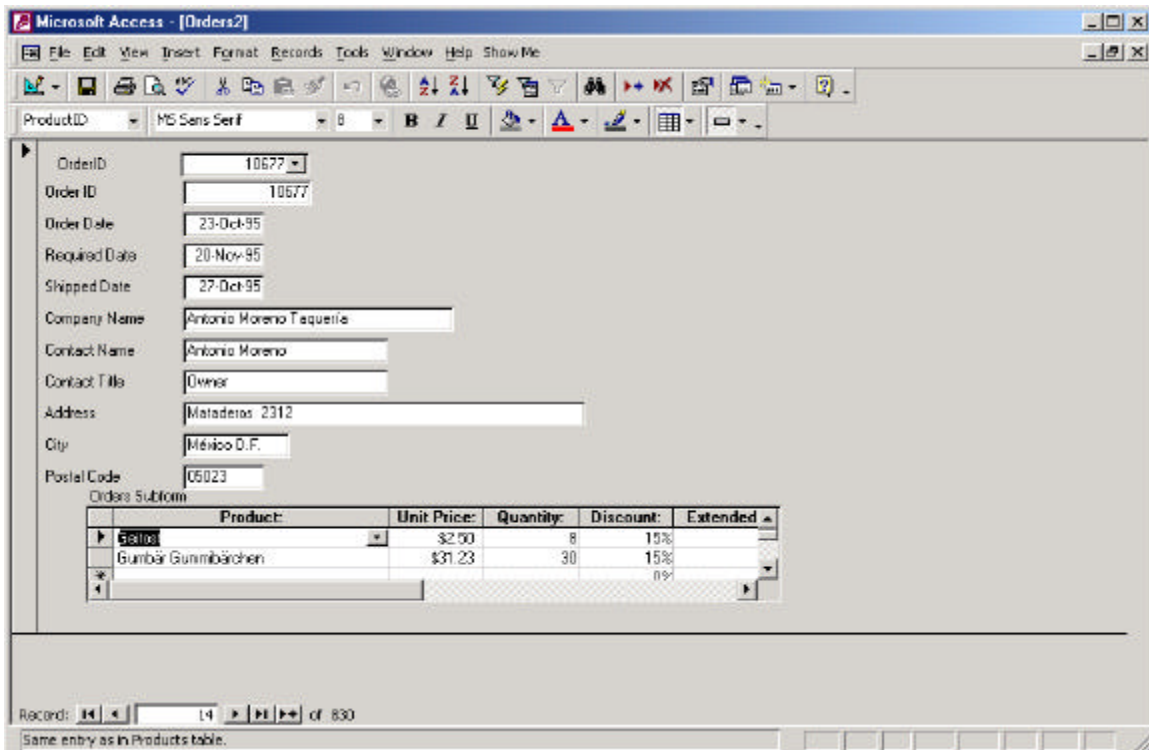 Microsoft Access - [Orders2]
File Edit View Insert Format Records Tools Window Help Show Me
ProductID MS Sans Serif 8 B I U
OrderID 10677
Order ID 10677
Order Date 23-Oct-95
Required Date 20-Nov-95
Shipped Date 27-Oct-95
Company Name Antonio Moreno Taquería
Contact Name Antonio Moreno
Contact Title Owner
Address Mataderos 2312
City México D.F.
Postal Code 05023
Orders Subform
Product: Unit Price: Quantity: Discount: Extended
Geitost $2.50 8 15%
Gumbär Gummibärchen $31.23 30 15%
0%
Record: 14 of 830
Same entry as in Products table.